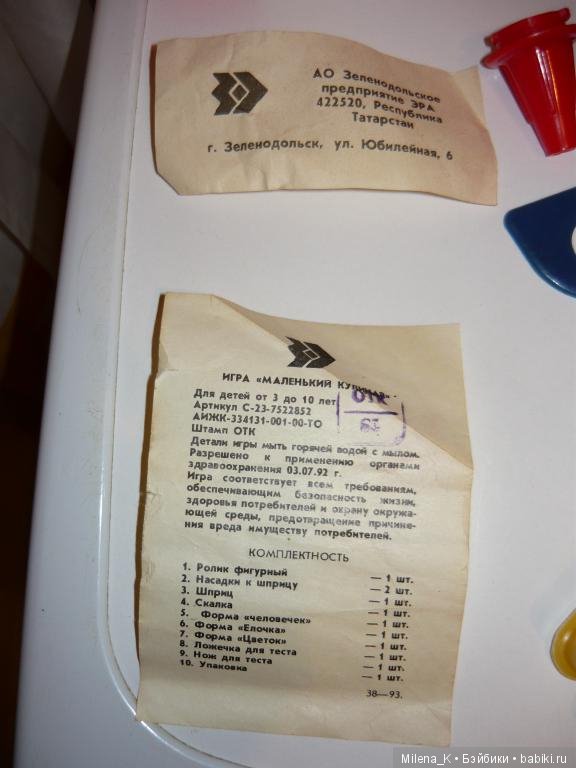 АО Зеленодольское
предприятие ЭРА
422520, Республика
Татарстан
г. Зеленодольск, ул. Юбилейная, 6
ИГРА «МАЛЕНЬКИЙ
Для детей от 3 до 10 лет
Артикул С-23-7522852
АИЖК-334131-001-00-ТО
Штамп ОТК
ОТК
Детали игры мыть горячей водой с мылом.
Разрешено к применению органами
здравоохранения 03.07.92 г.
Игра соответствует всем требованиям,
обеспечивающим безопасность жизни,
здоровья потребителей и охрану окружа-
ющей среды, предотвращение причине-
ния вреда имуществу потребителей.
КОМПЛЕКТНОСТЬ
1. Ролик фигурный — 1 шт.
2. Насадки к шприцу — 2 шт.
3. Шприц — 1 шт.
4. Скалка — 1 шт.
5. Форма «человечек» — 1 шт.
6. Форма «Елочка» — 1 шт.
7. Форма «Цветок» — 1 шт.
8. Ложечка для теста — 1 шт.
9. Нож для теста — 1 шт.
10. Упаковка — 1 шт.
38—93.
Milena_K • Бэйбики • babiki.ru